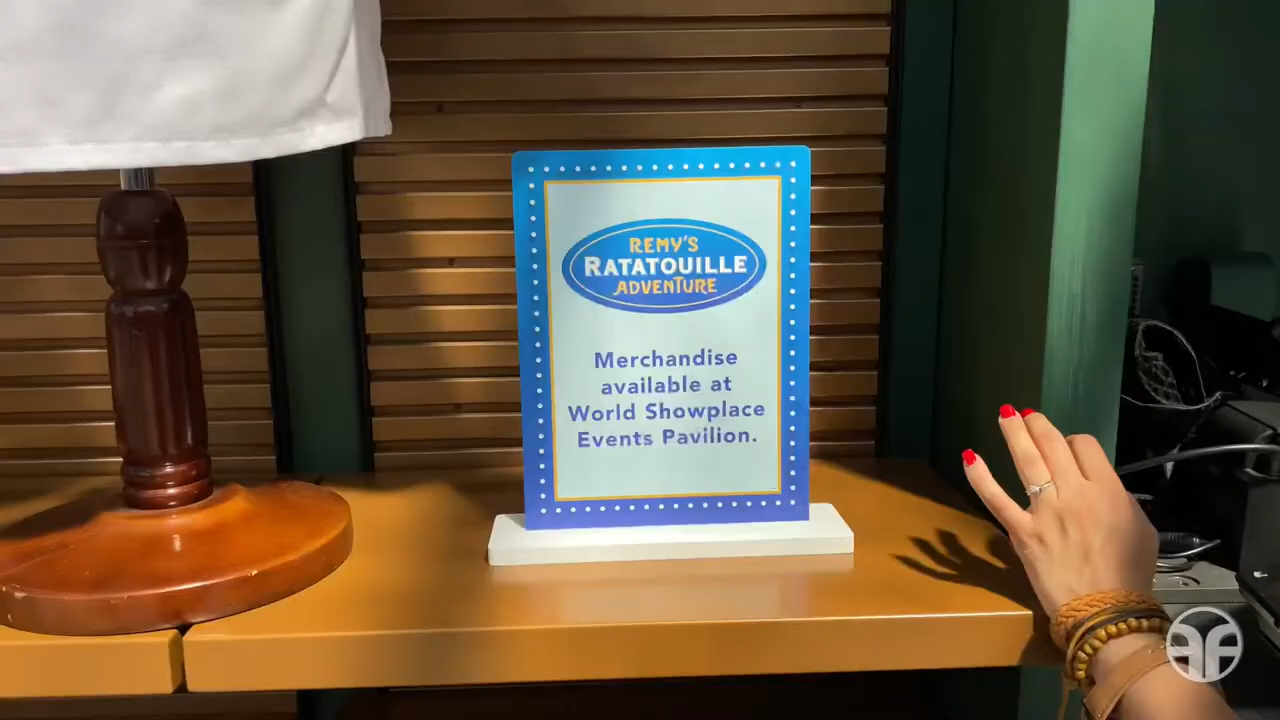 REMY'S
RATATOUILLE
ADVENTURE
Merchandise
available at
World Showplace
Events Pavilion.